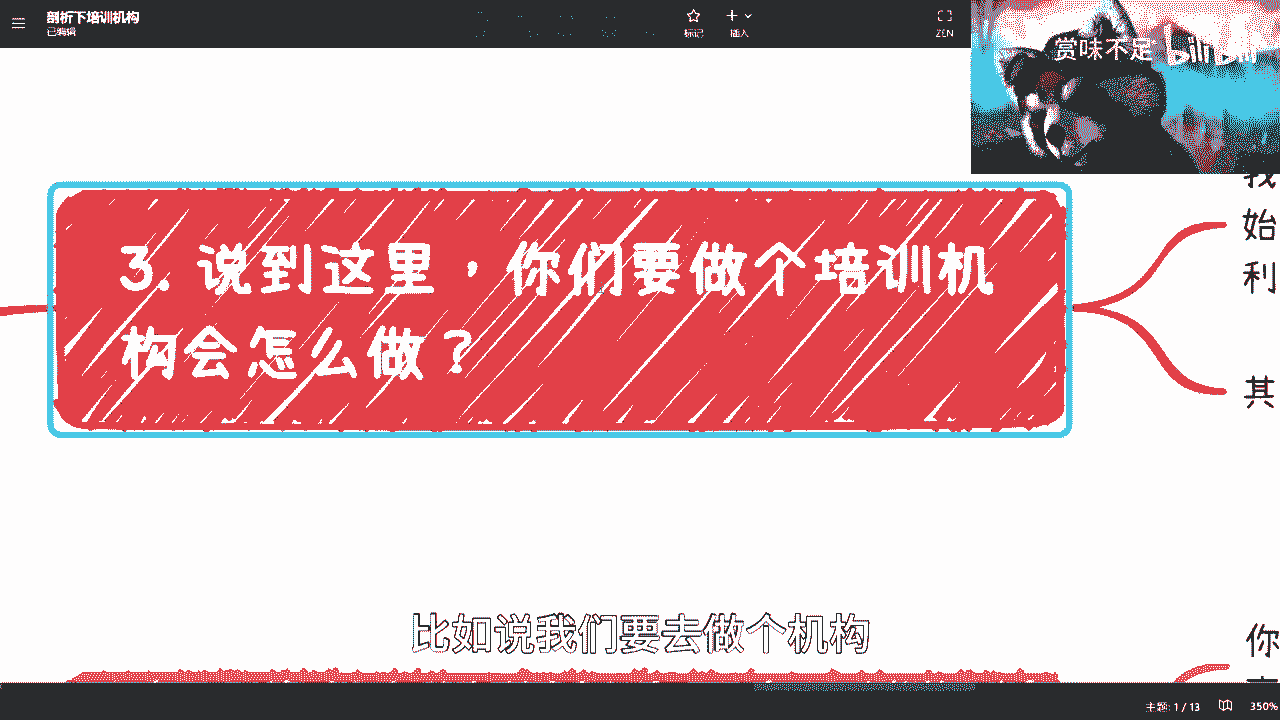 剖析下培训机构
已编辑
标记
插入
ZEN
赏味不足 bilibili
3. 说到这里，你们要做个培训机
构会怎么做？
我
始
利
其
比如说我们要去做个机构
你
主题: 1 / 13
350%